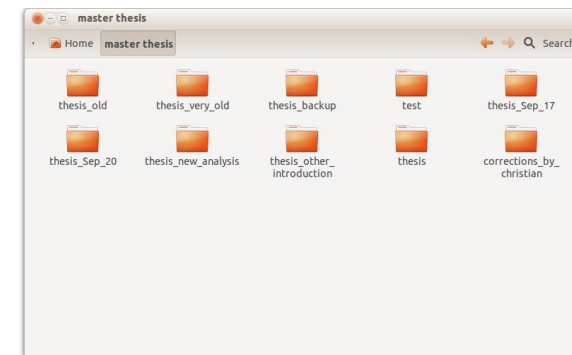 master thesis
Home master thesis Search
thesis_old thesis_very_old thesis_backup test thesis_Sep_17
thesis_Sep_20 thesis_new_analysis thesis_other_ thesis corrections_by_
introduction christian